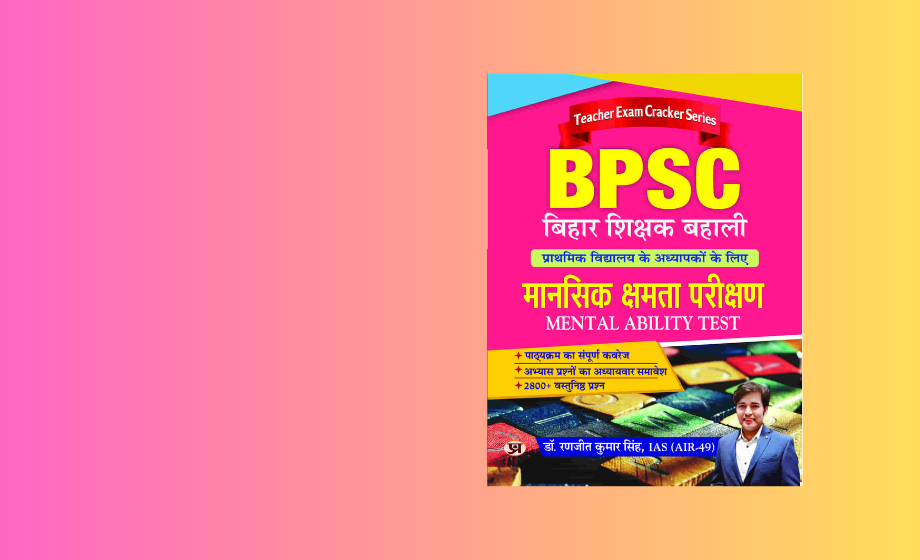 Teacher Exam Cracker Series
BPSC
बिहार शिक्षक बहाली
प्राथमिक विद्यालय के अध्यापकों के लिए
मानसिक क्षमता परीक्षण
MENTAL ABILITY TEST
पाठ्यक्रम का संपूर्ण कवरेज
अभ्यास प्रश्नों का अध्यायवार समावेश
2800+ वस्तुनिष्ठ प्रश्न
डॉ. रणजीत कुमार सिंह, IAS (AIR-49)
प्र